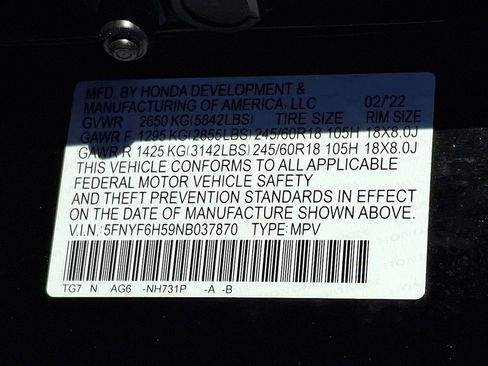 MFD. BY HONDA DEVELOPMENT &
MANUFACTURING OF AMERICA, LLC 02/'22
GVWR 2650 KG(5842LBS) TIRE SIZE RIM SIZE
GAWR F 1295 KG(2855LBS) 245/60R18 105H 18X8.0J
GAWR R 1425 KG(3142LBS) 245/60R18 105H 18X8.0J
THIS VEHICLE CONFORMS TO ALL APPLICABLE
FEDERAL MOTOR VEHICLE SAFETY
AND THEFT PREVENTION STANDARDS IN EFFECT
ON THE DATE OF MANUFACTURE SHOWN ABOVE.
V.I.N.: 5FNYF6H59NB037870 TYPE: MPV
TG7 N AG6 -NH731P -A -B